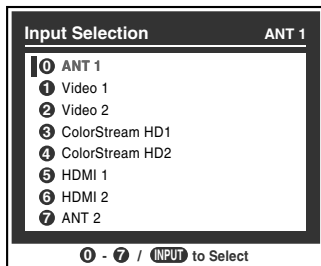 Input Selection ANT 1
0 ANT 1
1 Video 1
2 Video 2
3 ColorStream HD1
4 ColorStream HD2
5 HDMI 1
6 HDMI 2
7 ANT 2
0 - 7 / INPUT to Select